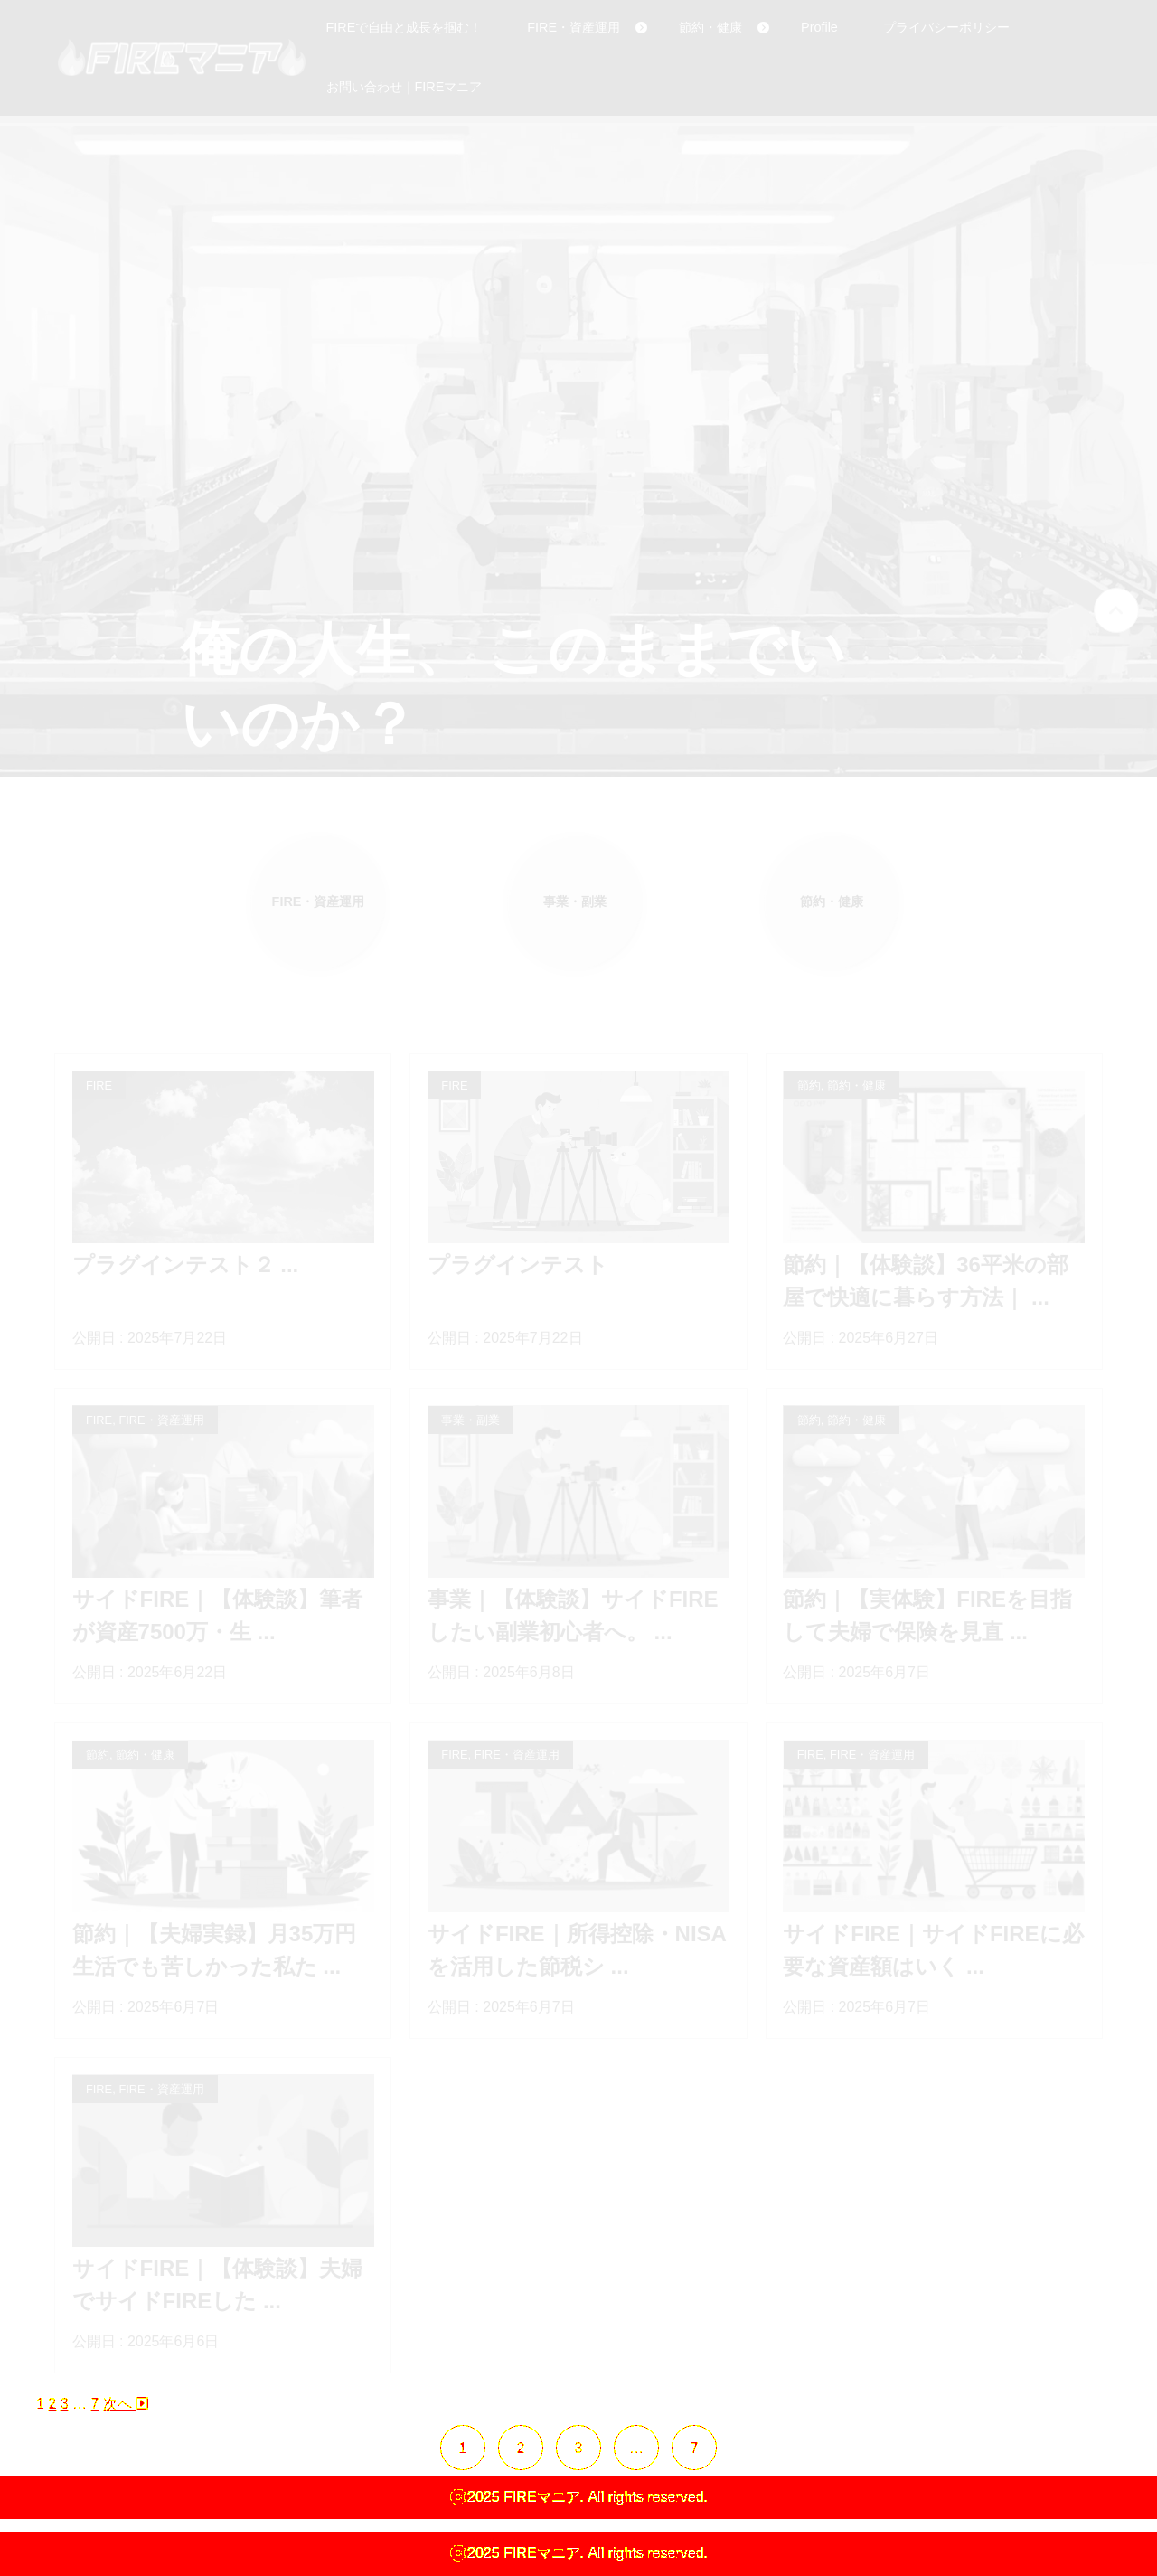 FIREマニア
FIREで自由と成長を掴む！
FIRE・資産運用
節約・健康
Profile
プライバシーポリシー
お問い合わせ｜FIREマニア
俺の人生、 このままでい
いのか？
FIRE・資産運用
事業・副業
節約・健康
FIRE
プラグインテスト２ ...
公開日 : 2025年7月22日
FIRE
プラグインテスト
公開日 : 2025年7月22日
節約, 節約・健康
節約｜【体験談】36平米の部
屋で快適に暮らす方法｜ ...
公開日 : 2025年6月27日
FIRE, FIRE・資産運用
サイドFIRE｜【体験談】筆者
が資産7500万・生 ...
公開日 : 2025年6月22日
事業・副業
事業｜【体験談】サイドFIRE
したい副業初心者へ。 ...
公開日 : 2025年6月8日
節約, 節約・健康
節約｜【実体験】FIREを目指
して夫婦で保険を見直 ...
公開日 : 2025年6月7日
節約, 節約・健康
節約｜【夫婦実録】月35万円
生活でも苦しかった私た ...
公開日 : 2025年6月7日
FIRE, FIRE・資産運用
TA
サイドFIRE｜所得控除・NISA
を活用した節税シ ...
公開日 : 2025年6月7日
FIRE, FIRE・資産運用
サイドFIRE｜サイドFIREに必
要な資産額はいく ...
公開日 : 2025年6月7日
FIRE, FIRE・資産運用
サイドFIRE｜【体験談】夫婦
でサイドFIREした ...
公開日 : 2025年6月6日
1 2 3 … 7 次へ
1 2 3 … 7
©2025 FIREマニア. All rights reserved.
©2025 FIREマニア. All rights reserved.